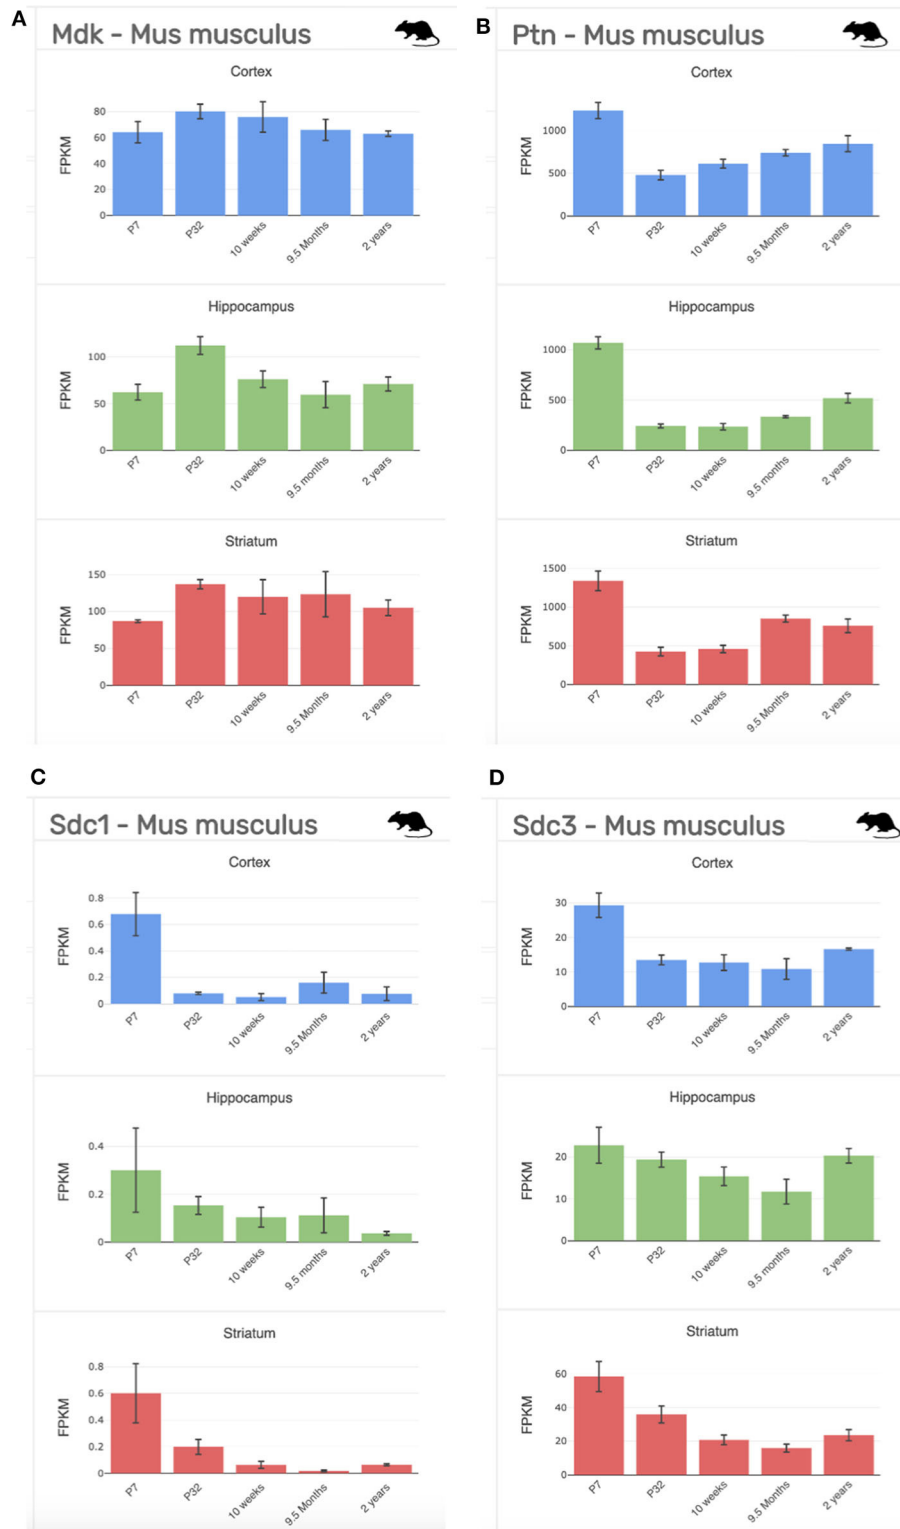 A
Mdk - Mus musculus
Cortex
FPKM
80
60
40
20
0
P7
P32
10 weeks
9.5 Months
2 years
Hippocampus
FPKM
100
50
0
P7
P32
10 weeks
9.5 months
2 years
Striatum
FPKM
150
100
50
0
P7
P32
10 weeks
9.5 Months
2 years
B
Ptn - Mus musculus
Cortex
FPKM
1000
500
0
P7
P32
10 weeks
9.5 Months
2 years
Hippocampus
FPKM
1000
500
0
P7
P32
10 weeks
9.5 months
2 years
Striatum
FPKM
1500
1000
500
0
P7
P32
10 weeks
9.5 Months
2 years
C
Sdc1 - Mus musculus
Cortex
FPKM
0.8
0.6
0.4
0.2
0
P7
P32
10 weeks
9.5 Months
2 years
Hippocampus
FPKM
0.4
0.2
0
P7
P32
10 weeks
9.5 months
2 years
Striatum
FPKM
0.8
0.6
0.4
0.2
0
P7
P32
10 weeks
9.5 Months
2 years
D
Sdc3 - Mus musculus
Cortex
FPKM
30
20
10
0
P7
P32
10 weeks
9.5 Months
2 years
Hippocampus
FPKM
20
10
0
P7
P32
10 weeks
9.5 months
2 years
Striatum
FPKM
60
40
20
0
P7
P32
10 weeks
9.5 Months
2 years